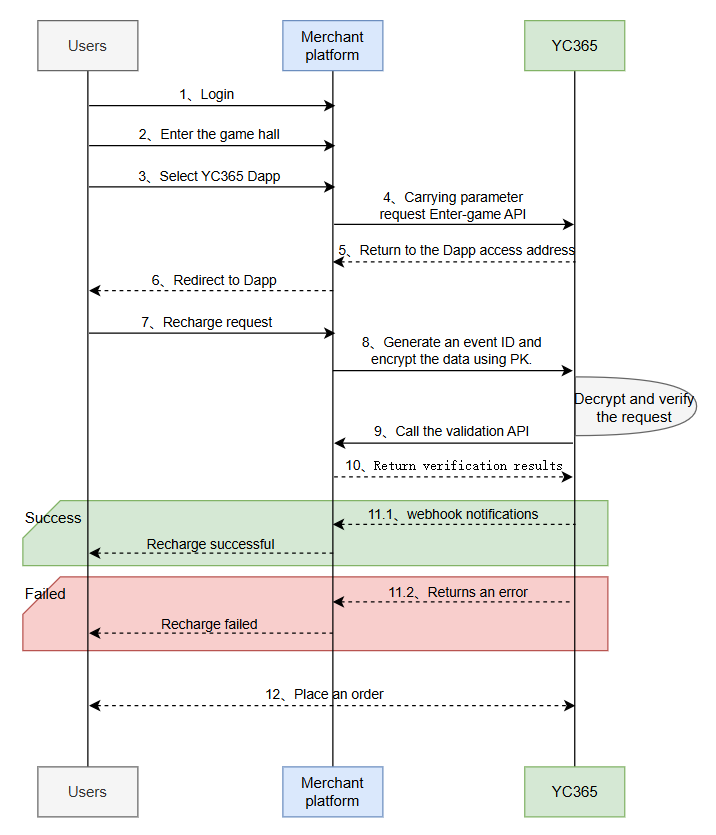 Users
Merchant
platform
YC365
1、Login
2、Enter the game hall
3、Select YC365 Dapp
4、Carrying parameter
request Enter-game API
5、Return to the Dapp access address
6、Redirect to Dapp
7、Recharge request
8、Generate an event ID and
encrypt the data using PK.
Decrypt and verify
the request
9、Call the validation API
10、Return verification results
Success
11.1、webhook notifications
Recharge successful
Failed
11.2、Returns an error
Recharge failed
12、Place an order
Users
Merchant
platform
YC365